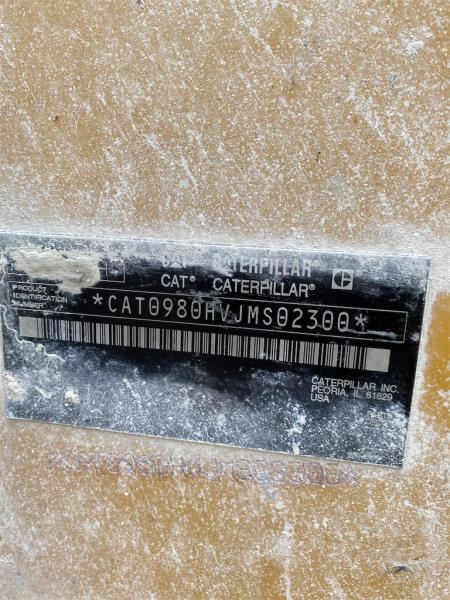 CAT CATERPILLAR
CAT® CATERPILLAR®
PRODUCT
IDENTIFICATION
NUMBER
*CAT0980HVJMS02300*
CATERPILLAR INC.
PEORIA, IL 61629
USA